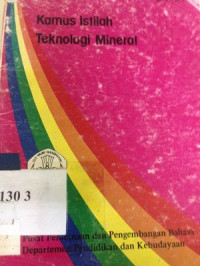 Kamus Istilah
Teknologi Mineral
130 3
Pusat Pembinaan dan Pengembangan Bahasa
Departemen Pendidikan dan Kebudayaan